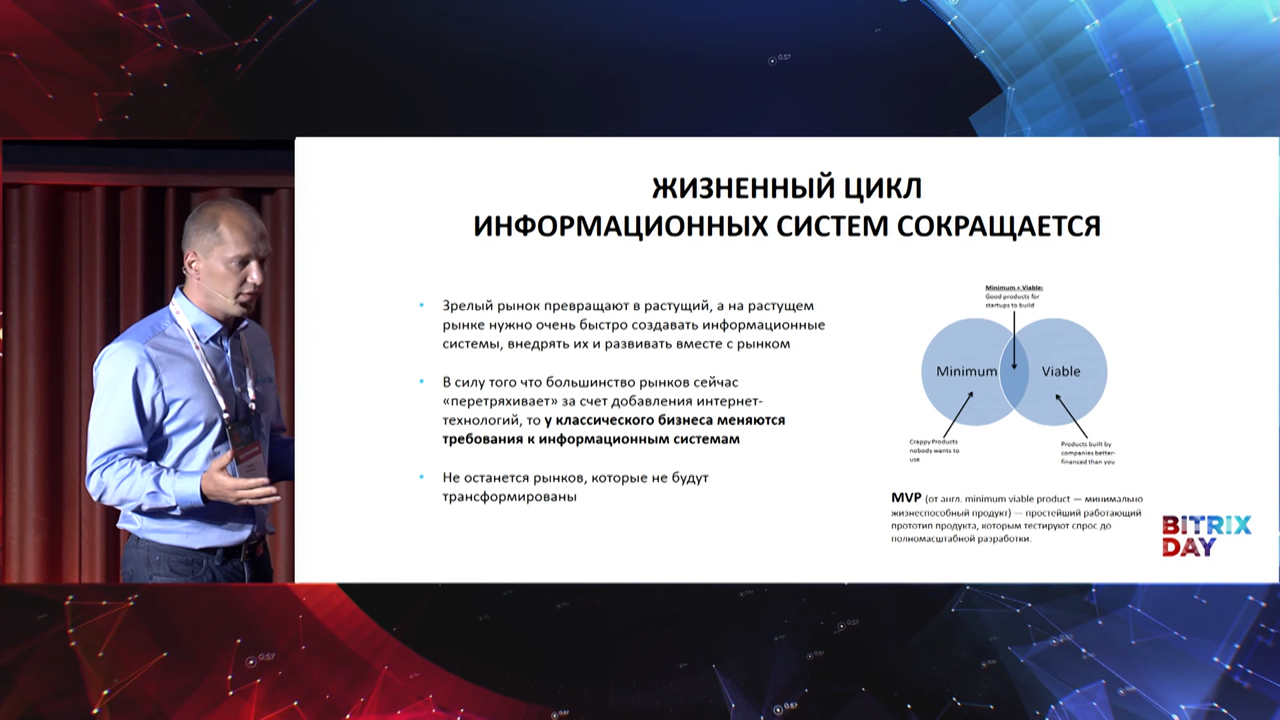 ЖИЗНЕННЫЙ ЦИКЛ
ИНФОРМАЦИОННЫХ СИСТЕМ СОКРАЩАЕТСЯ
• Зрелый рынок превращают в растущий, а на растущем
рынке нужно очень быстро создавать информационные
системы, внедрять их и развивать вместе с рынком
• В силу того что большинство рынков сейчас
«перетряхивает» за счет добавления интернет-
технологий, то у классического бизнеса меняются
требования к информационным системам
• Не останется рынков, которые не будут
трансформированы
Minimum + Viable:
Good products for
startups to build
Minimum
Viable
Crappy Products
nobody wants to
use
Products built by
companies better-
financed than you
MVP (от англ. minimum viable product — минимально
жизнеспособный продукт) — простейший работающий
прототип продукта, которым тестируют спрос до
полномасштабной разработки.
BITRIX
DAY